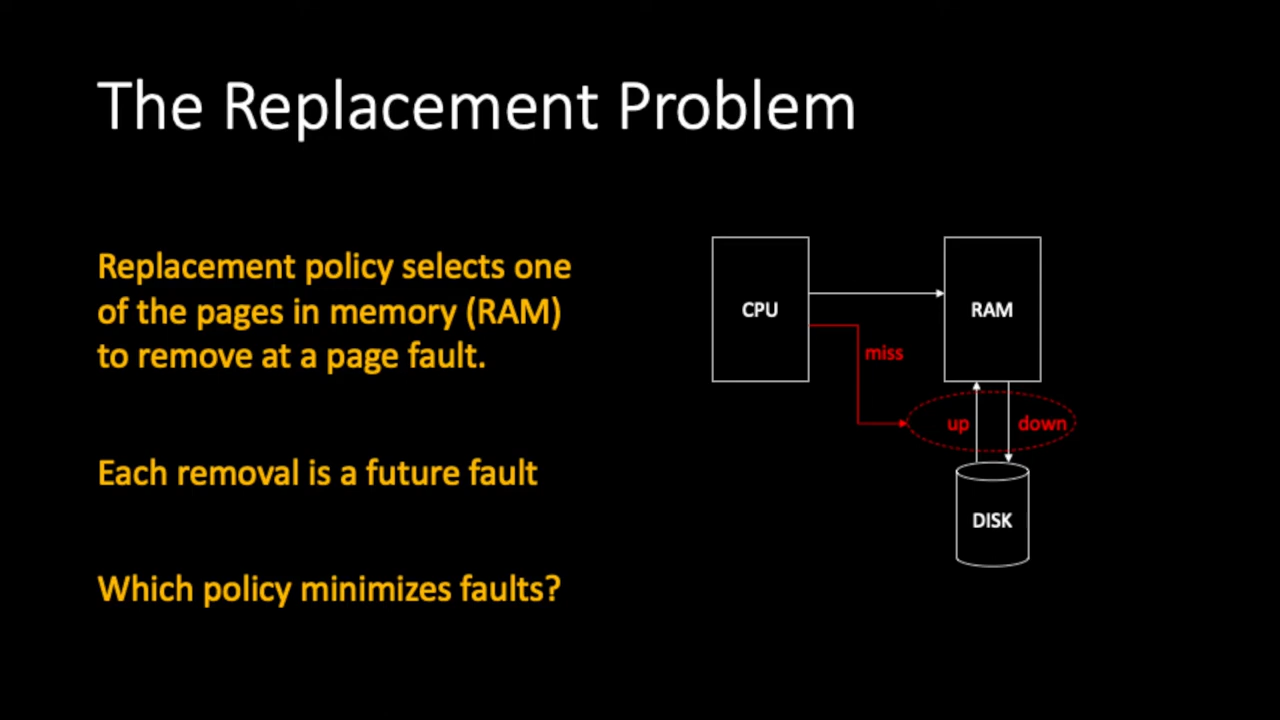 The Replacement Problem
Replacement policy selects one
of the pages in memory (RAM)
to remove at a page fault.
Each removal is a future fault
Which policy minimizes faults?
CPU
RAM
miss
up
down
DISK